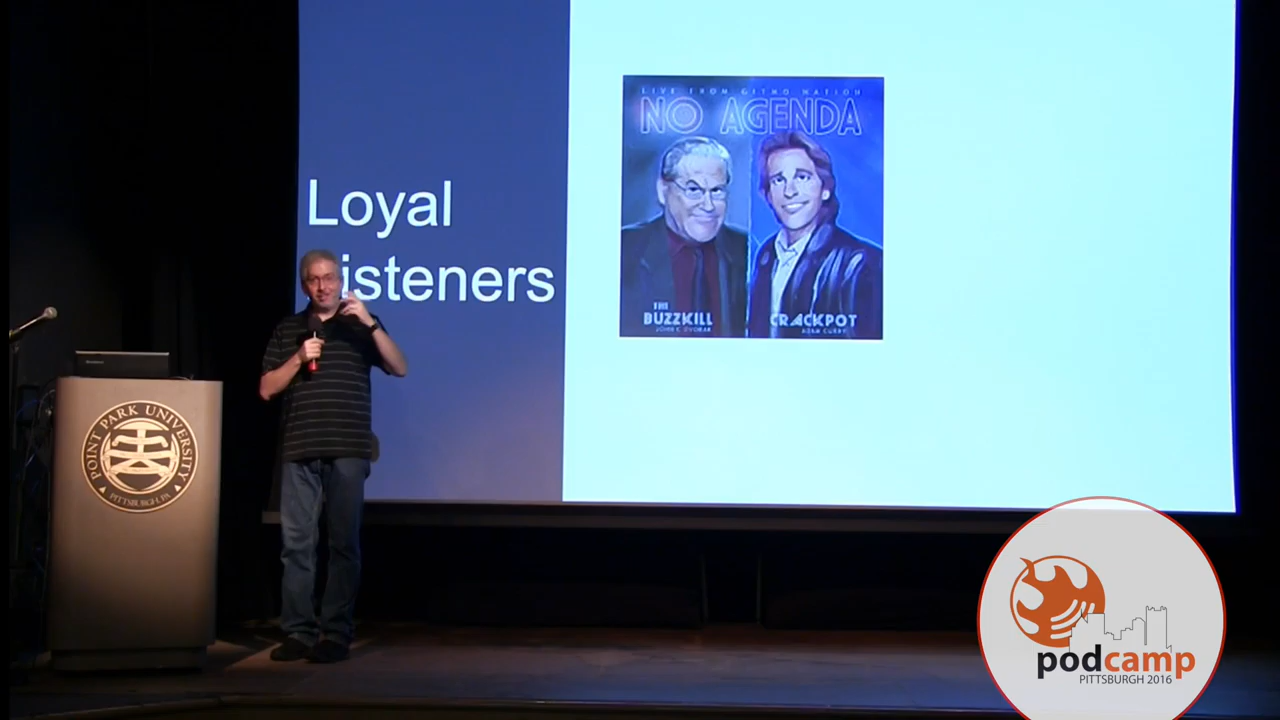 LIVE FROM GITMO NATION
NO AGENDA
Loyal
Listeners
THE
BUZZKILL
JOHN C DVORAK
CRACKPOT
ADAM CURRY
POINT PARK UNIVERSITY
PITTSBURGH, PA
podcamp
PITTSBURGH 2016